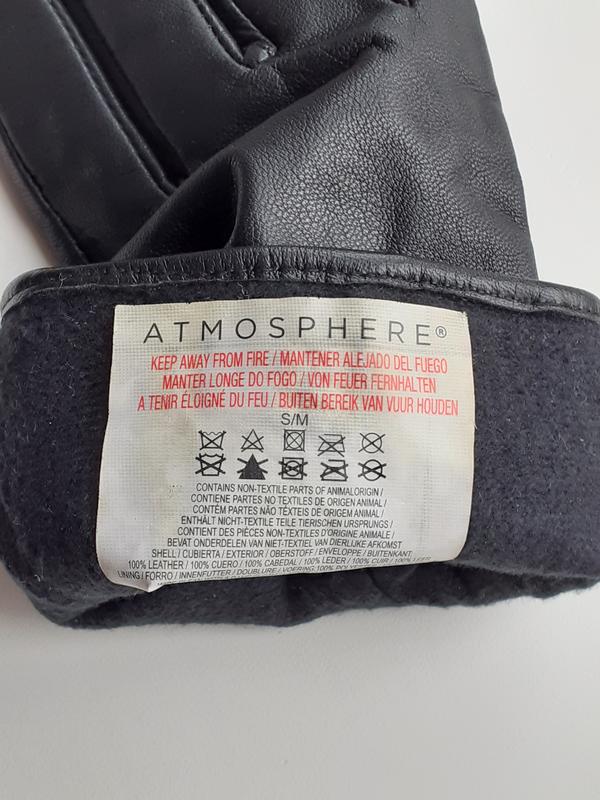 ATMOSPHERE®
KEEP AWAY FROM FIRE / MANTENER ALEJADO DEL FUEGO
MANTER LONGE DO FOGO / VON FEUER FERNHALTEN
A TENIR ÉLOIGNÉ DU FEU / BUITEN BEREIK VAN VUUR HOUDEN
S/M
CONTAINS NON-TEXTILE PARTS OF ANIMALORIGIN /
CONTIENE PARTES NO TEXTILES DE ORIGEN ANIMAL /
CONTÉM PARTES NÃO TÊXTEIS DE ORIGEM ANIMAL /
ENTHÄLT NICHT-TEXTILE TEILE TIERISCHEN URSPRUNGS /
CONTIENT DES PIÈCES NON-TEXTILES D'ORIGINE ANIMALE /
BEVAT ONDERDELEN VAN NIET-TEXTIEL VAN DIERLIJKE AFKOMST
SHELL / CUBIERTA / EXTERIOR / OBERSTOFF / ENVELOPPE / BUITENKANT
100% LEATHER / 100% CUERO / 100% CABEDAL / 100% LEDER / 100% CUIR / 100%
LINING / FORRO / INNENFUTTER / DOUBLURE / VOERING 100%